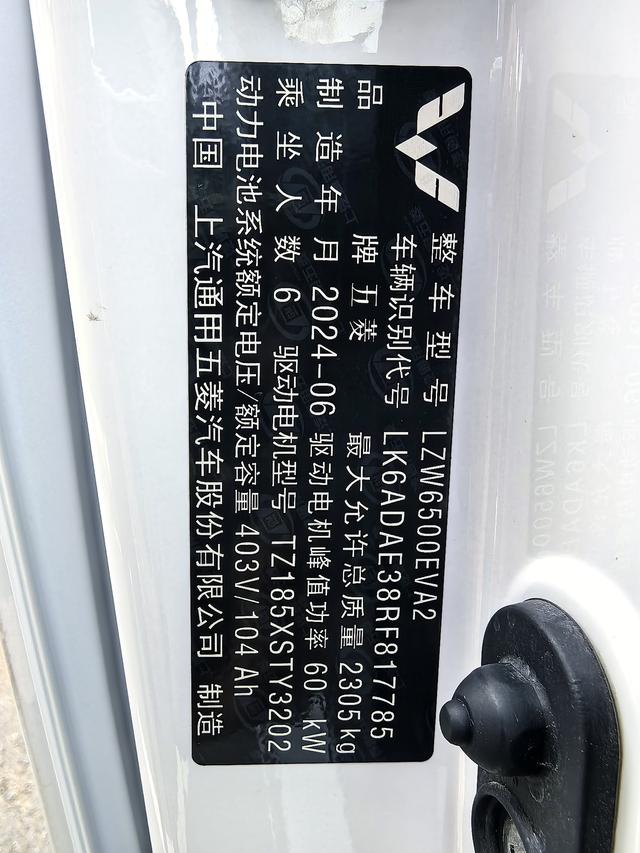 整车型号 LZW6500EVA2
车辆识别代号 LK6ADAE38RF817785
品牌 五菱 最大允许总质量 2305kg
制造年月 2024-06 驱动电机峰值功率 60 kW
乘坐人数 6 驱动电机型号 TZ185XSTY3202
动力电池系统额定电压/额定容量 403V/104 Ah
中国 上汽通用五菱汽车股份有限公司 制造